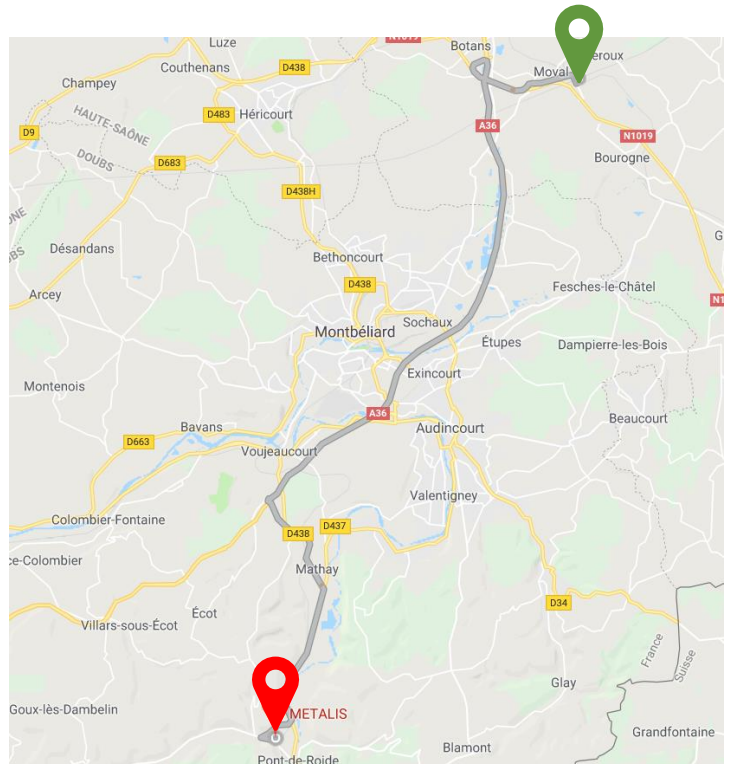 N1019
Luze
Botans
eroux
Couthenans
D438
Moval
Champey
D483
Héricourt
A36
HAUTE-SAÔNE
DOUBS
D9
N1019
D683
Bourogne
D438H
Désandans
Bethoncourt
D438
Fesches-le-Châtel
Arcey
Sochaux
Montbéliard
Étupes
Dampierre-les-Bois
Exincourt
Montenois
A36
Beaucourt
Bavans
Audincourt
D663
Voujeaucourt
Valentigney
Colombier-Fontaine
D437
D438
ce-Colombier
Mathay
D34
Écot
Villars-sous-Écot
France
Suisse
Glay
Goux-lès-Dambelin
METALIS
Grandfontaine
Blamont
Pont-de-Roide